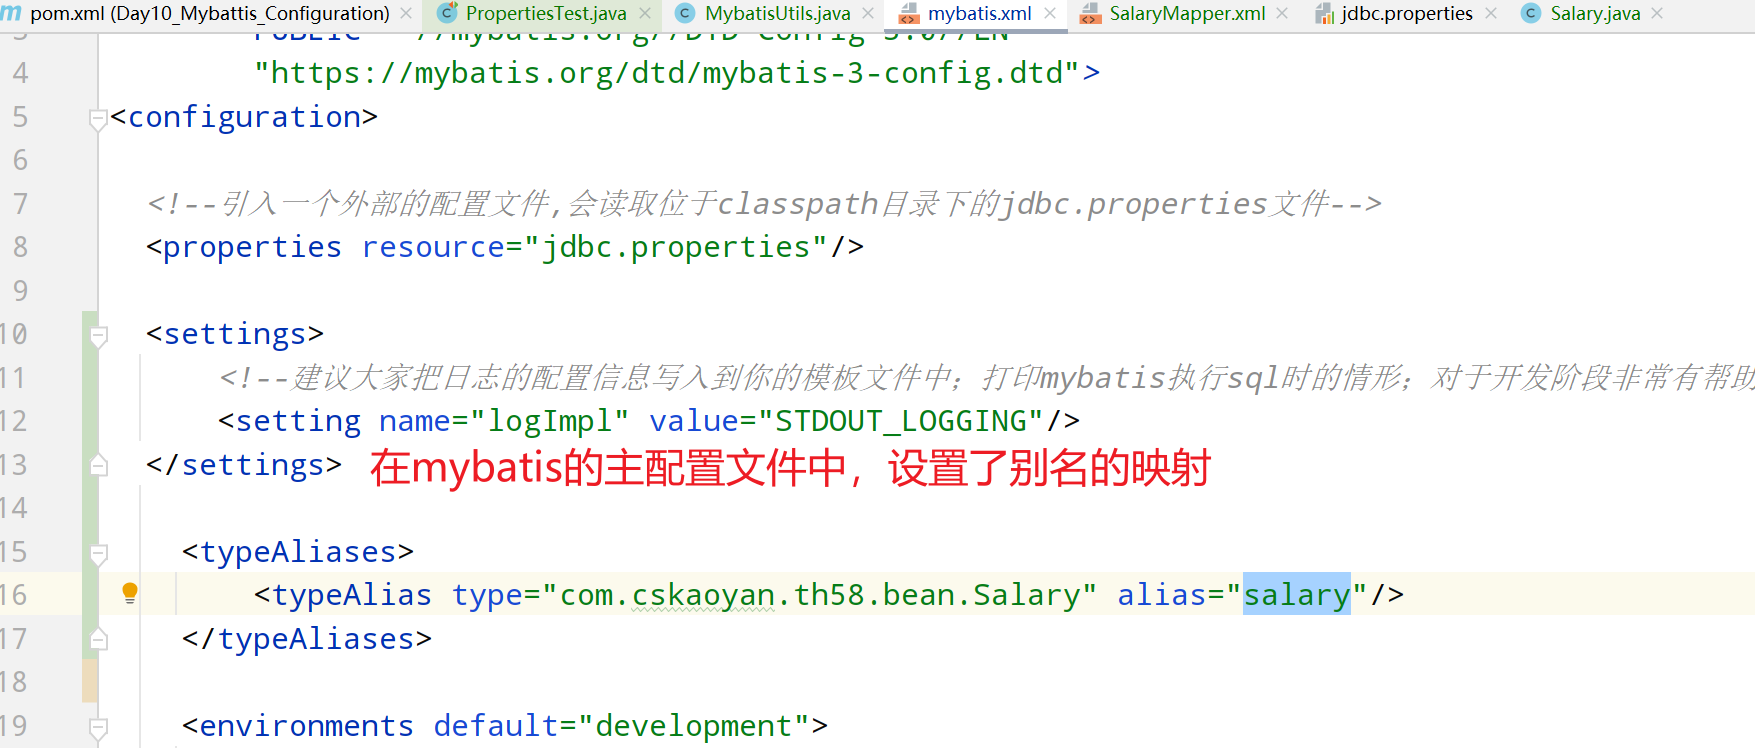 pom.xml (Day10_Mybattis_Configuration) PropertiesTest.java MybatisUtils.java mybatis.xml SalaryMapper.xml jdbc.properties Salary.java
4 "https://mybatis.org/dtd/mybatis-3-config.dtd">
5 <configuration>
6
7 <!--引入一个外部的配置文件,会读取位于classpath目录下的jdbc.properties文件-->
8 <properties resource="jdbc.properties"/>
9
10 <settings>
11 <!--建议大家把日志的配置信息写入到你的模板文件中；打印mybatis执行sql时的情形；对于开发阶段非常有帮助
12 <setting name="logImpl" value="STDOUT_LOGGING"/>
13 </settings> 在mybatis的主配置文件中，设置了别名的映射
14
15 <typeAliases>
16 <typeAlias type="com.cskaoyan.th58.bean.Salary" alias="salary"/>
17 </typeAliases>
18
19 <environments default="development">